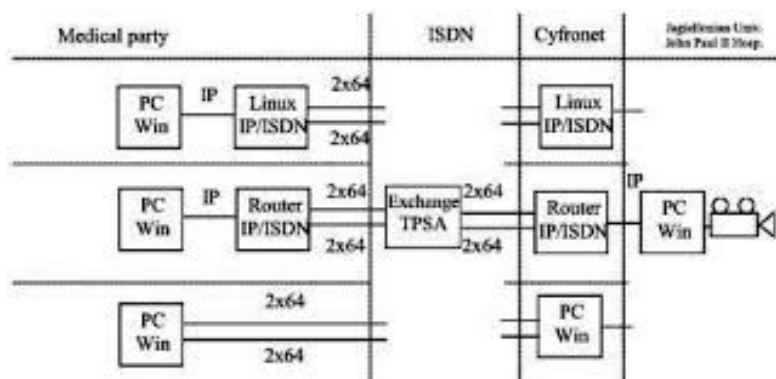 Medical party
ISDN
Cyfronet
Jagiellonian Univ.
John Paul II Hosp.
PC
Win
IP
Linux
IP/ISDN
2x64
2x64
Linux
IP/ISDN
PC
Win
IP
Router
IP/ISDN
2x64
2x64
Exchange
TPSA
2x64
2x64
Router
IP/ISDN
IP
PC
Win
PC
Win
2x64
2x64
PC
Win